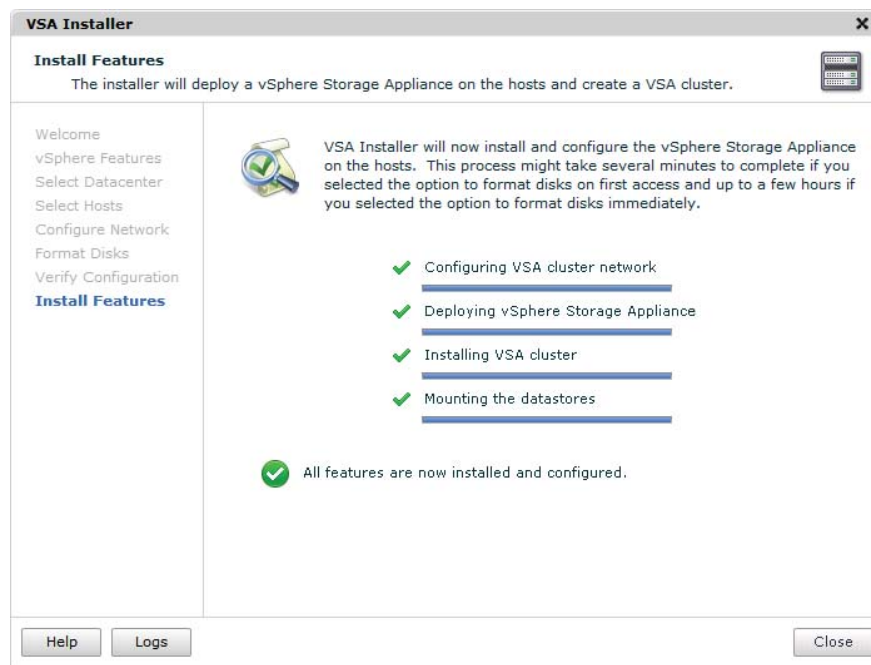 VSA Installer
Install Features
The installer will deploy a vSphere Storage Appliance on the hosts and create a VSA cluster.
Welcome
vSphere Features
Select Datacenter
Select Hosts
Configure Network
Format Disks
Verify Configuration
Install Features
VSA Installer will now install and configure the vSphere Storage Appliance
on the hosts. This process might take several minutes to complete if you
selected the option to format disks on first access and up to a few hours if
you selected the option to format disks immediately.
Configuring VSA cluster network
Deploying vSphere Storage Appliance
Installing VSA cluster
Mounting the datastores
All features are now installed and configured.
Help
Logs
Close